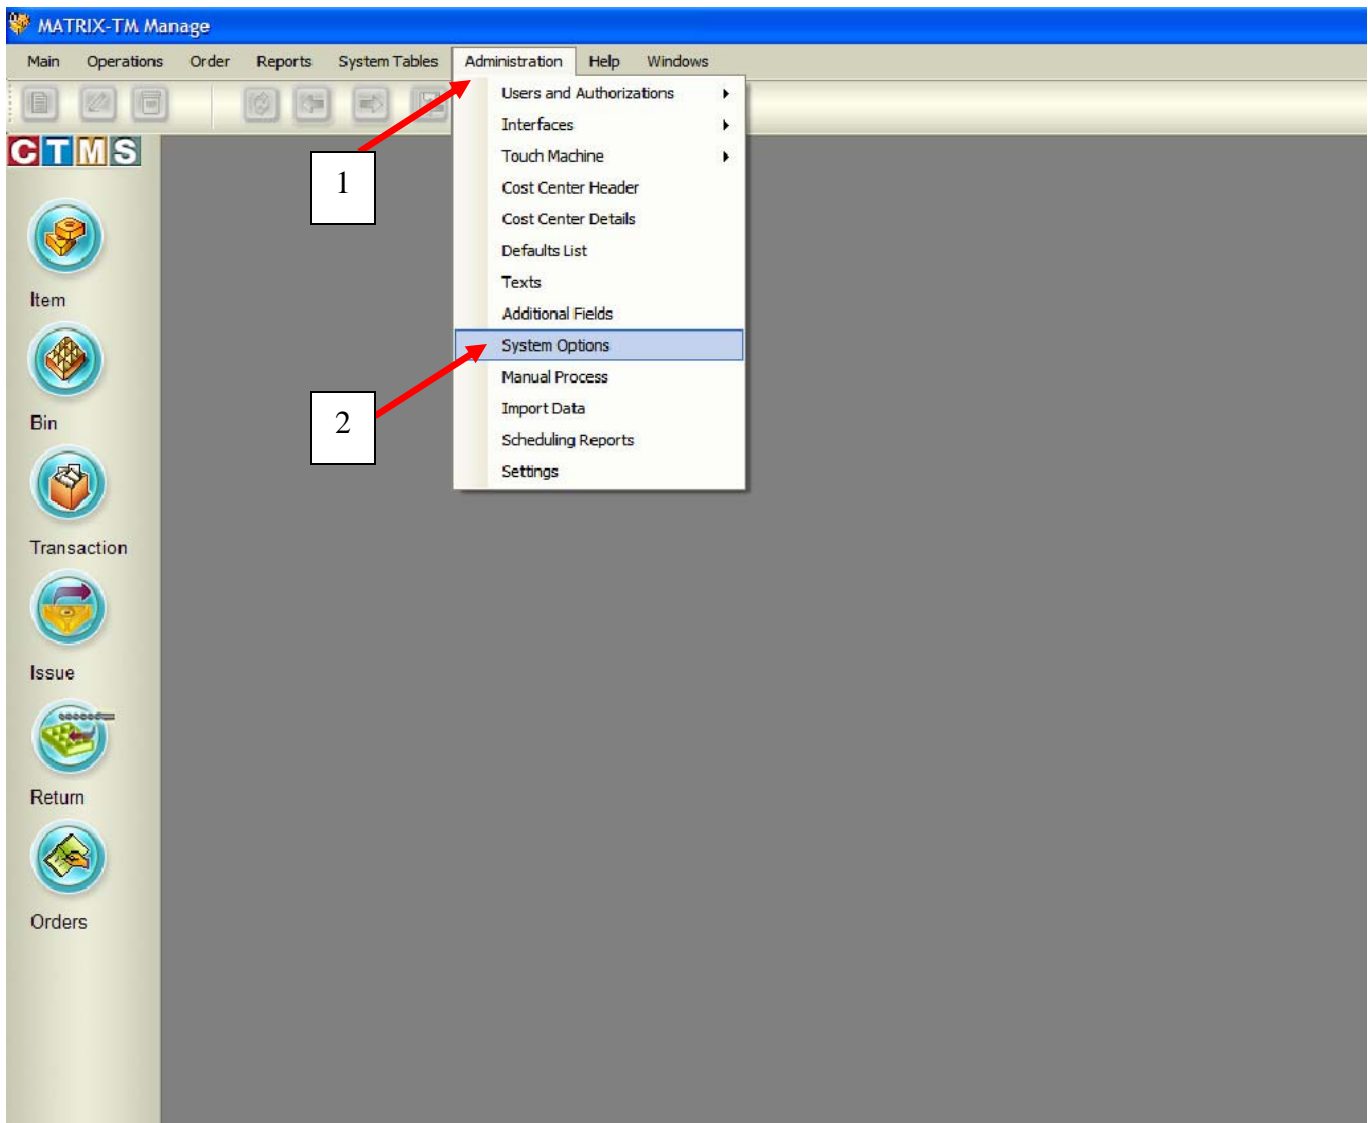 MATRIX-TM Manage
Main Operations Order Reports System Tables Administration Help Windows
Users and Authorizations
Interfaces
CTMS
Touch Machine
1
Cost Center Header
Cost Center Details
Defaults List
Texts
Item
Additional Fields
System Options
Manual Process
Import Data
2
Bin
Scheduling Reports
Settings
Transaction
Issue
Return
Orders